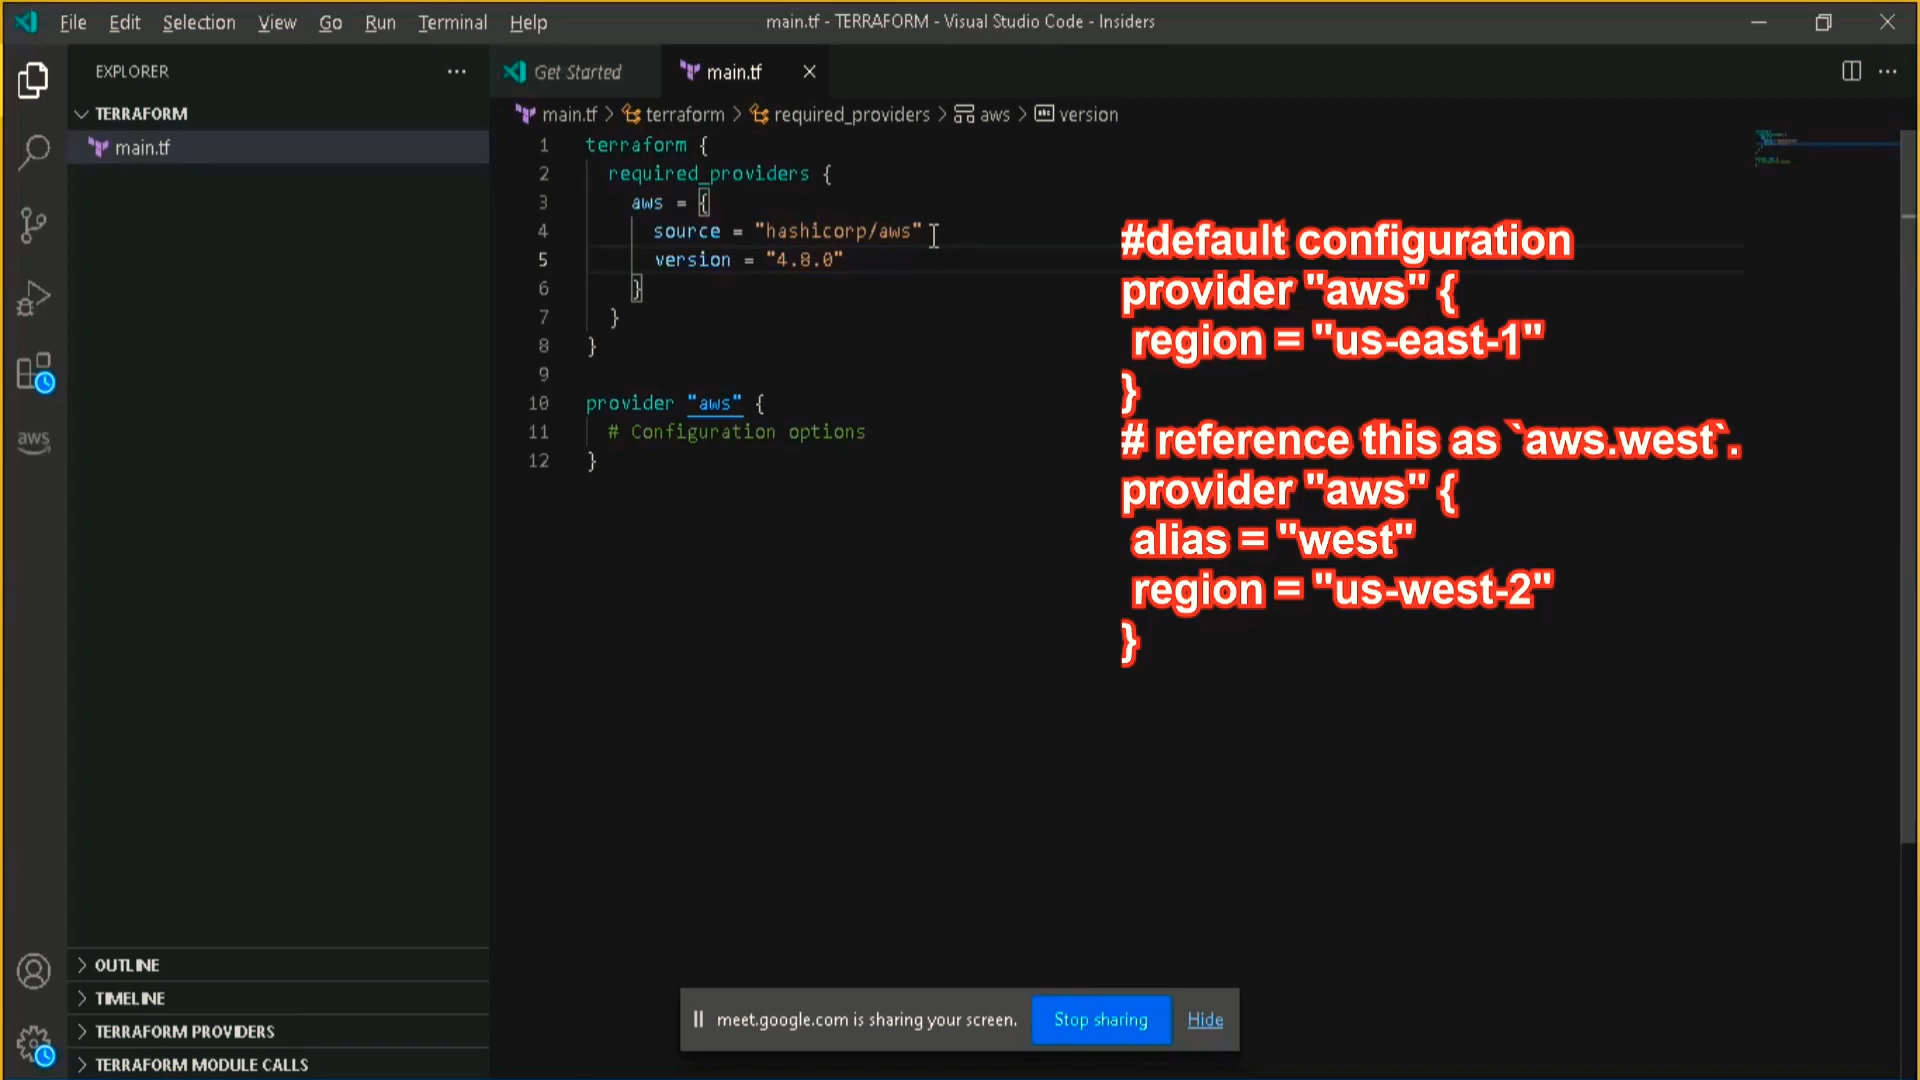 File Edit Selection View Go Run Terminal Help
main.tf - TERRAFORM - Visual Studio Code - Insiders
EXPLORER
TERRAFORM
main.tf
aws
OUTLINE
TIMELINE
TERRAFORM PROVIDERS
TERRAFORM MODULE CALLS
Get Started
main.tf
main.tf > terraform > required_providers > aws > version
1 terraform {
2 required_providers {
3 aws = {
4 source = "hashicorp/aws"
5 version = "4.8.0"
6 }
7 }
8 }
9
10 provider "aws" {
11 # Configuration options
12 }
#default configuration
provider "aws" {
region = "us-east-1"
}
# reference this as `aws.west`.
provider "aws" {
alias = "west"
region = "us-west-2"
}
meet.google.com is sharing your screen. Stop sharing Hide